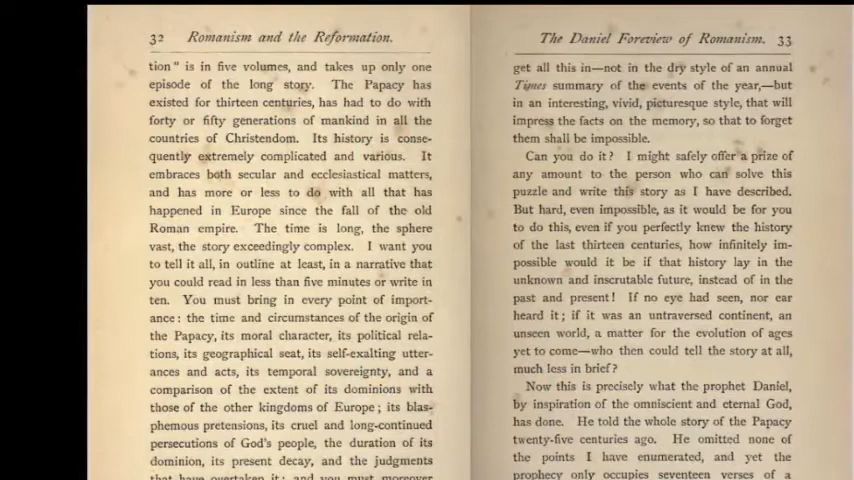 32 Romanism and the Reformation.
tion” is in five volumes, and takes up only one
episode of the long story. The Papacy has
existed for thirteen centuries, has had to do with
forty or fifty generations of mankind in all the
countries of Christendom. Its history is conse-
quently extremely complicated and various. It
embraces both secular and ecclesiastical matters,
and has more or less to do with all that has
happened in Europe since the fall of the old
Roman empire. The time is long, the sphere
vast, the story exceedingly complex. I want you
to tell it all, in outline at least, in a narrative that
you could read in less than five minutes or write in
ten. You must bring in every point of import-
ance: the time and circumstances of the origin of
the Papacy, its moral character, its political rela-
tions, its geographical seat, its self-exalting utter-
ances and acts, its temporal sovereignty, and a
comparison of the extent of its dominions with
those of the other kingdoms of Europe; its blas-
phemous pretensions, its cruel and long-continued
persecutions of God's people, the duration of its
dominion, its present decay, and the judgments
that have overtaken it; and you must moreover
The Daniel Foreview of Romanism. 33
get all this in—not in the dry style of an annual
Times summary of the events of the year,—but
in an interesting, vivid, picturesque style, that will
impress the facts on the memory, so that to forget
them shall be impossible.
Can you do it? I might safely offer a prize of
any amount to the person who can solve this
puzzle and write this story as I have described.
But hard, even impossible, as it would be for you
to do this, even if you perfectly knew the history
of the last thirteen centuries, how infinitely im-
possible would it be if that history lay in the
unknown and inscrutable future, instead of in the
past and present! If no eye had seen, nor ear
heard it; if it was an untraversed continent, an
unseen world, a matter for the evolution of ages
yet to come—who then could tell the story at all,
much less in brief?
Now this is precisely what the prophet Daniel,
by inspiration of the omniscient and eternal God,
has done. He told the whole story of the Papacy
twenty-five centuries ago. He omitted none of
the points I have enumerated, and yet the
prophecy only occupies seventeen verses of a